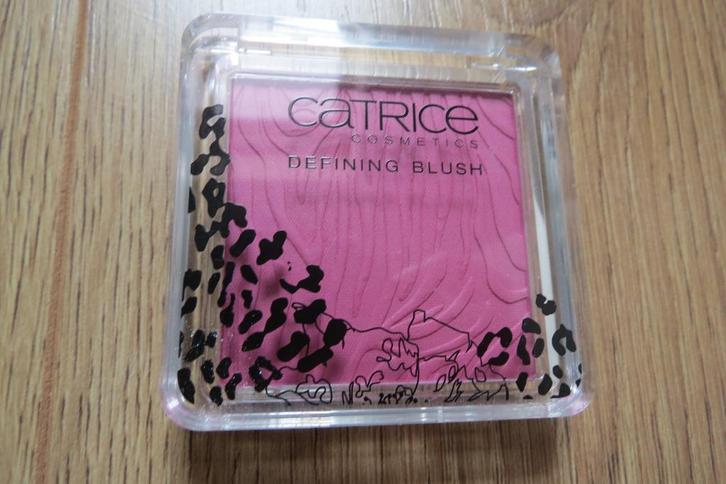 CATRICE
COSMETICS
DEFINING BLUSH